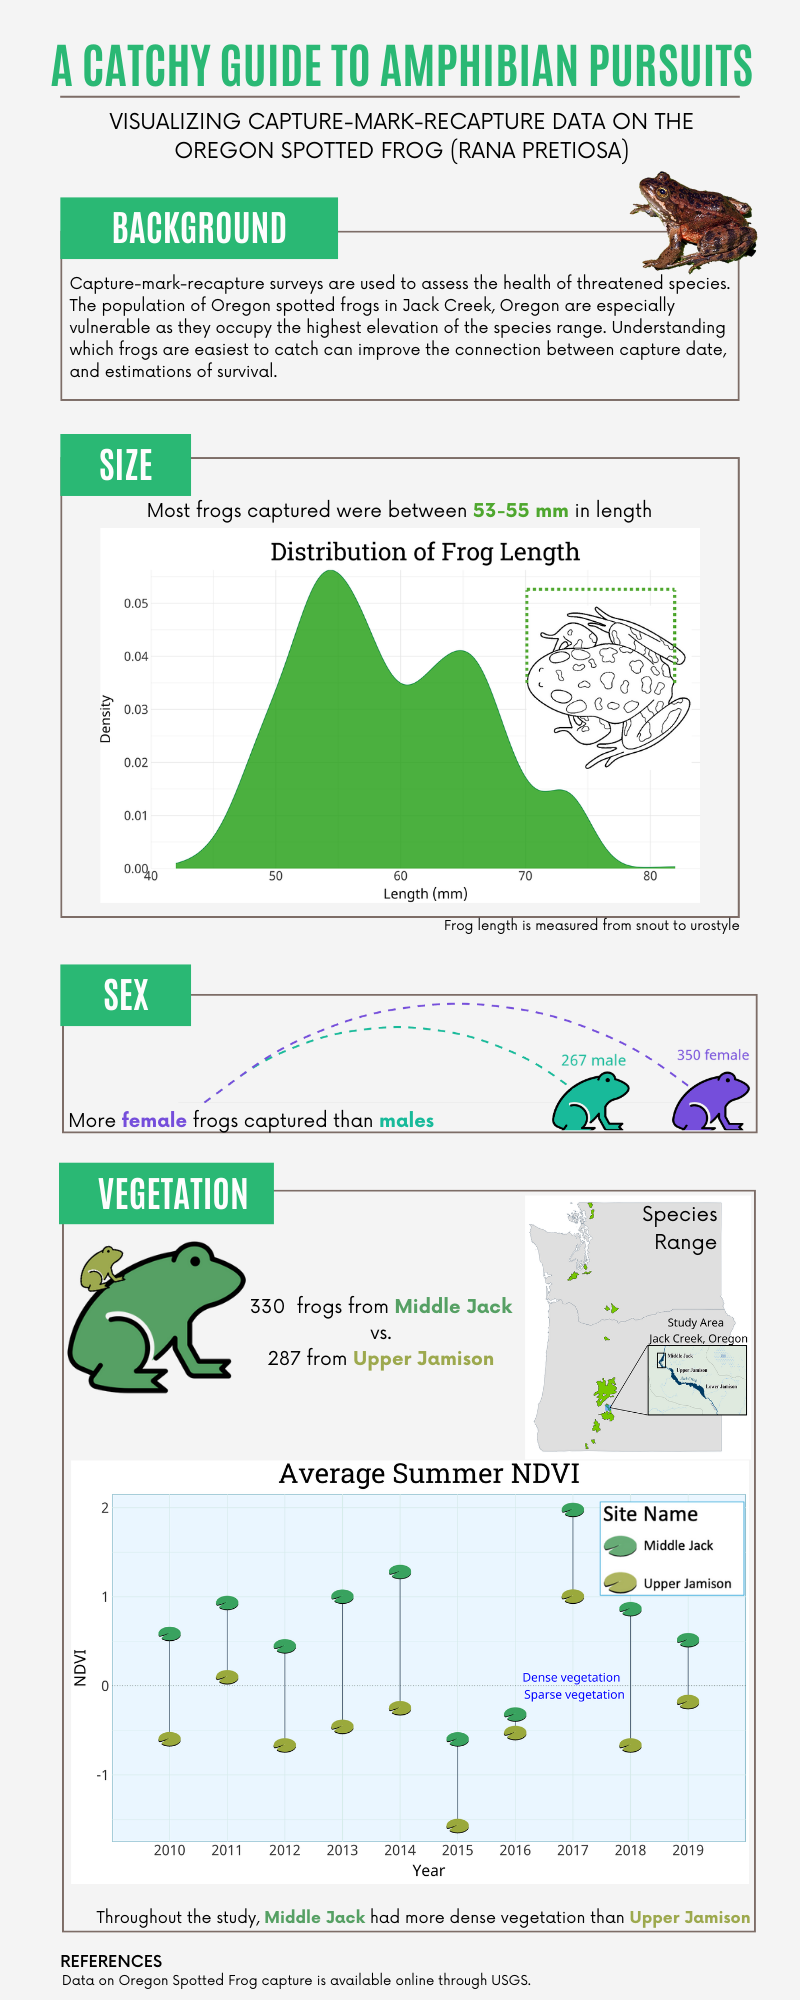 A CATCHY GUIDE TO AMPHIBIAN PURSUITS
VISUALIZING CAPTURE-MARK-RECAPTURE DATA ON THE
OREGON SPOTTED FROG (RANA PRETIOSA)
BACKGROUND
Capture-mark-recapture surveys are used to assess the health of threatened species.
The population of Oregon spotted frogs in Jack Creek, Oregon are especially
vulnerable as they occupy the highest elevation of the species range. Understanding
which frogs are easiest to catch can improve the connection between capture date,
and estimations of survival.
SIZE
Most frogs captured were between 53-55 mm in length
Distribution of Frog Length
0.05
0.04
0.03
0.02
0.01
0.00
Density
40 50 60 70 80
Length (mm)
Frog length is measured from snout to urostyle
SEX
267 male
350 female
More female frogs captured than males
VEGETATION
330 frogs from Middle Jack
vs.
287 from Upper Jamison
Species
Range
Study Area
Jack Creek, Oregon
Middle Jack
Upper Jamison
Lower Jamison
Average Summer NDVI
2
1
0
-1
NDVI
Site Name
Middle Jack
Upper Jamison
Dense vegetation
Sparse vegetation
2010 2011 2012 2013 2014 2015 2016 2017 2018 2019
Year
Throughout the study, Middle Jack had more dense vegetation than Upper Jamison
REFERENCES
Data on Oregon Spotted Frog capture is available online through USGS.